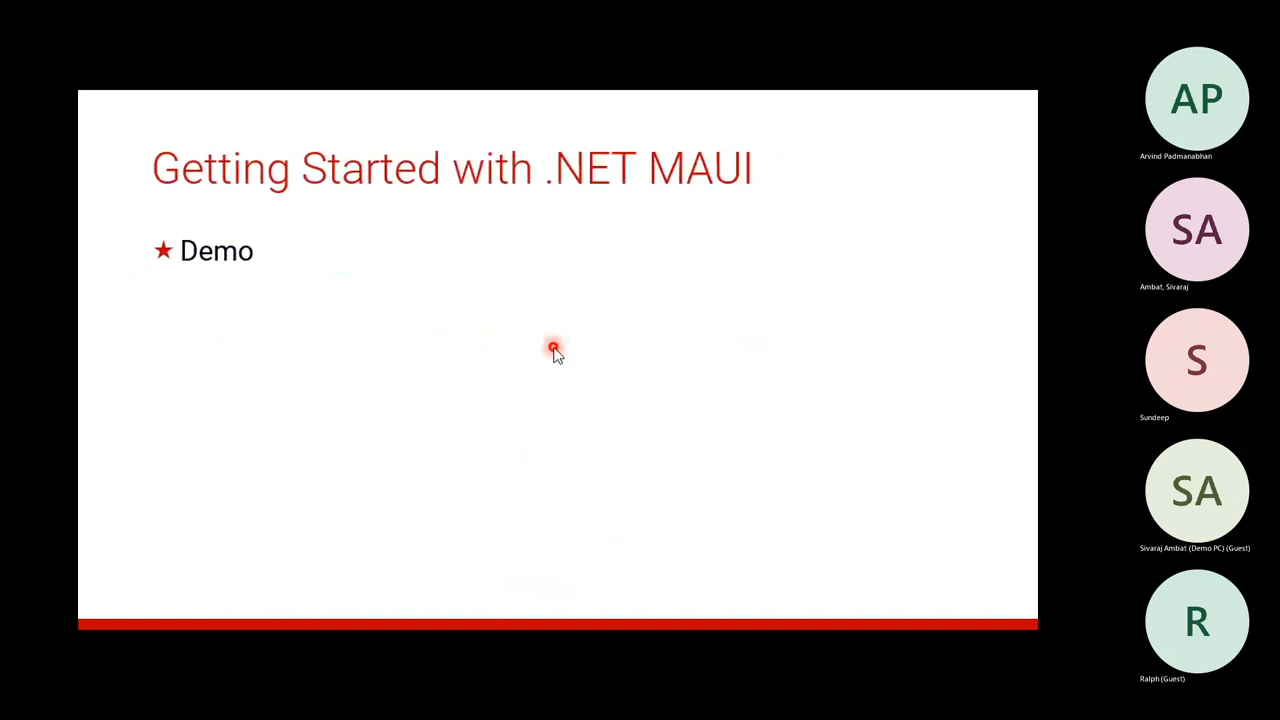 Getting Started with .NET MAUI
★ Demo
AP
Arvind Padmanabhan
SA
Ambat, Sivaraj
S
Sundeep
SA
Sivaraj Ambat (Demo PC) (Guest)
R
Ralph (Guest)